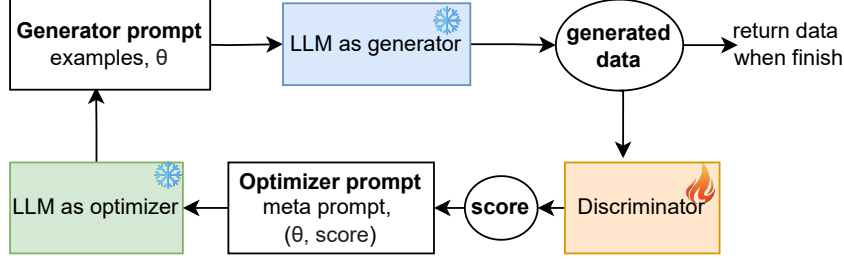 Generator prompt
examples, θ
LLM as generator
generated
data
return data
when finish
LLM as optimizer
Optimizer prompt
meta prompt,
(θ, score)
score
Discriminator